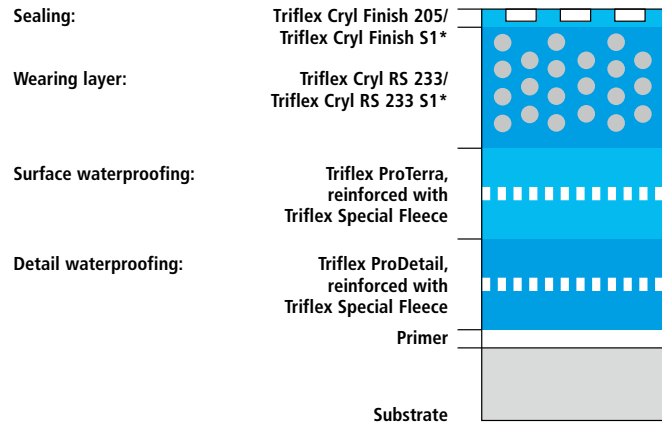 Sealing: Triflex Cryl Finish 205/
Triflex Cryl Finish S1*
Wearing layer: Triflex Cryl RS 233/
Triflex Cryl RS 233 S1*
Surface waterproofing: Triflex ProTerra,
reinforced with
Triflex Special Fleece
Detail waterproofing: Triflex ProDetail,
reinforced with
Triflex Special Fleece
Primer
Substrate